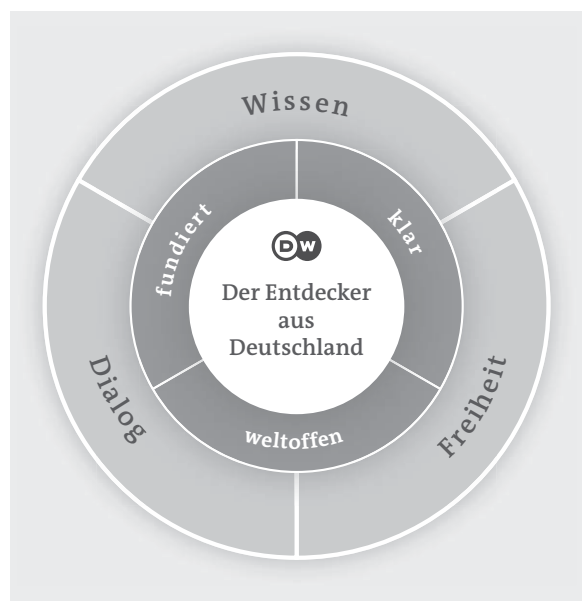 Wissen
fundiert
klar
DW
Der Entdecker
aus
Deutschland
Dialog
Freiheit
weltoffen